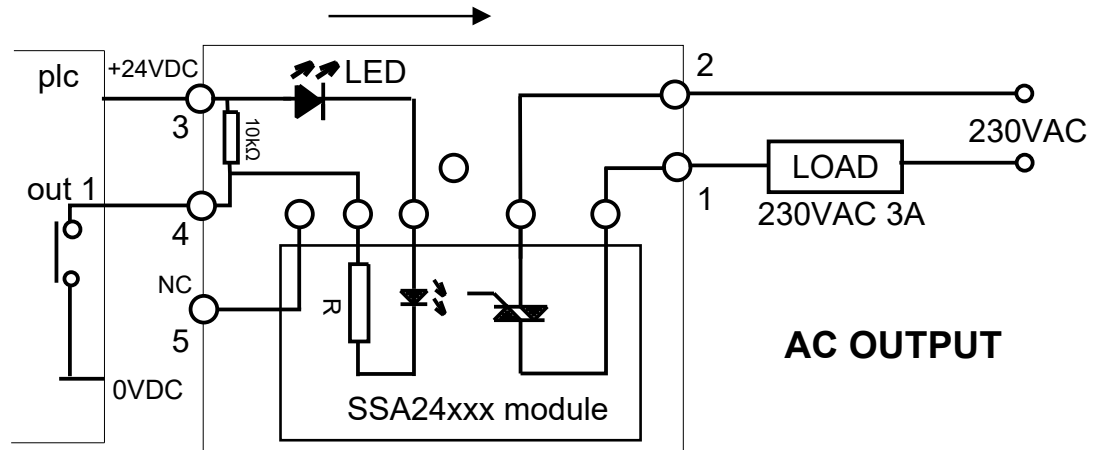 plc
+24VDC
LED
2
3
10kΩ
230VAC
LOAD
out 1
1
4
230VAC 3A
NC
5
R
AC OUTPUT
0VDC
SSA24xxx module